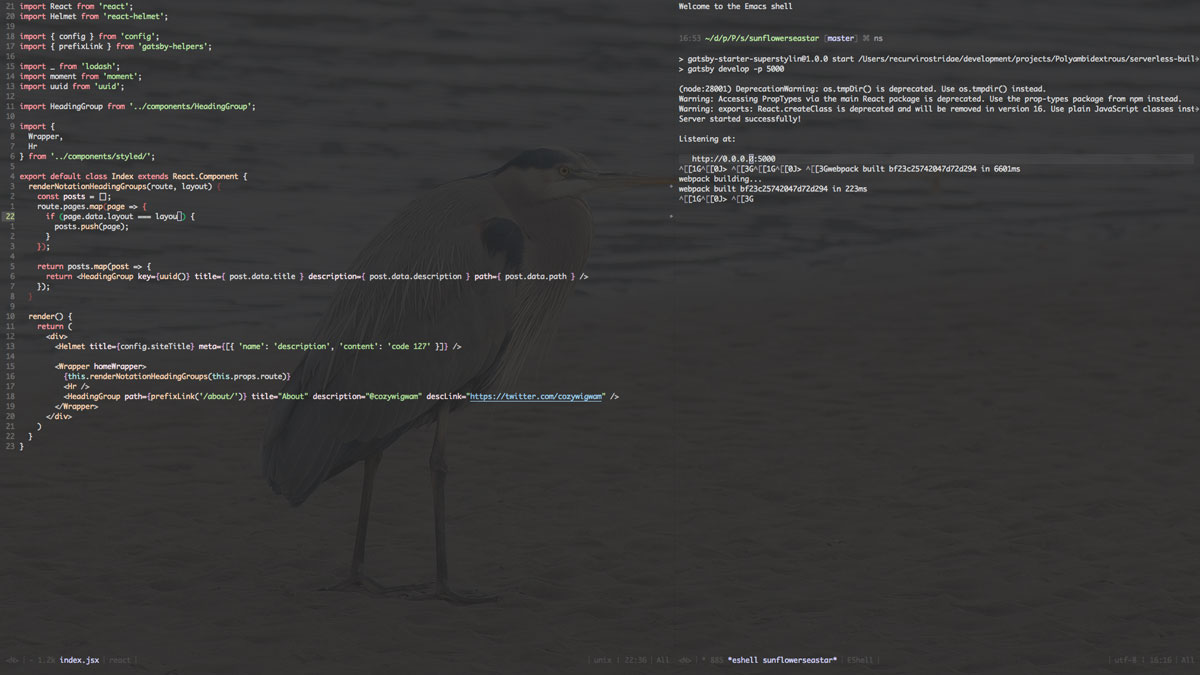 21 import React from 'react';
20 import Helmet from 'react-helmet';
19
18 import { config } from 'config';
17 import { prefixLink } from 'gatsby-helpers';
16
15 import _ from 'lodash';
14 import moment from 'moment';
13 import uuid from 'uuid';
12
11 import HeadingGroup from '../components/HeadingGroup';
10
9 import {
8 Wrapper,
7 Hr
6 } from '../components/styled/';
5
4 export default class Index extends React.Component {
3 renderNotationHeadingGroups(route, layout) {
2 const posts = [];
1 route.pages.map(page => {
22 if (page.data.layout === layout) {
1 posts.push(page);
2 }
3 });
4
5 return posts.map(post => {
6 return <HeadingGroup key={uuid()} title={ post.data.title } description={ post.data.description } path={ post.data.path } />
7 });
8 }
9
10 render() {
11 return (
12 <div>
13 <Helmet title={config.siteTitle} meta={[{ 'name': 'description', 'content': 'code 127' }]} />
14
15 <Wrapper homeWrapper>
16 {this.renderNotationHeadingGroups(this.props.route)}
17 <Hr />
18 <HeadingGroup path={prefixLink('/about/')} title="About" description="@cozywigwam" descLink="https://twitter.com/cozywigwam" />
19 </Wrapper>
20 </div>
21 )
22 }
23 }
<N> | - 1.2k index.jsx | react |
| unix | 22:36 | All
Welcome to the Emacs shell
16:53 ~/d/p/P/s/sunflowerseastar [master] ⌘ ns
> gatsby-starter-superstylin@1.0.0 start /Users/recurvirostridae/development/projects/Polyambidextrous/serverless-buil
> gatsby develop -p 5000
(node:28001) DeprecationWarning: os.tmpDir() is deprecated. Use os.tmpdir() instead.
Warning: Accessing PropTypes via the main React package is deprecated. Use the prop-types package from npm instead.
Warning: exports: React.createClass is deprecated and will be removed in version 16. Use plain JavaScript classes inst
Server started successfully!
Listening at:
http://0.0.0.0:5000
^[[1G^[[0J> ^[[3G^[[1G^[[0J> ^[[3Gwebpack built bf23c25742047d72d294 in 6601ms
webpack building...
webpack built bf23c25742047d72d294 in 223ms
^[[1G^[[0J> ^[[3G
<N> | * 885 *eshell sunflowerseastar* | EShell |
| utf-8 | 16:16 | All